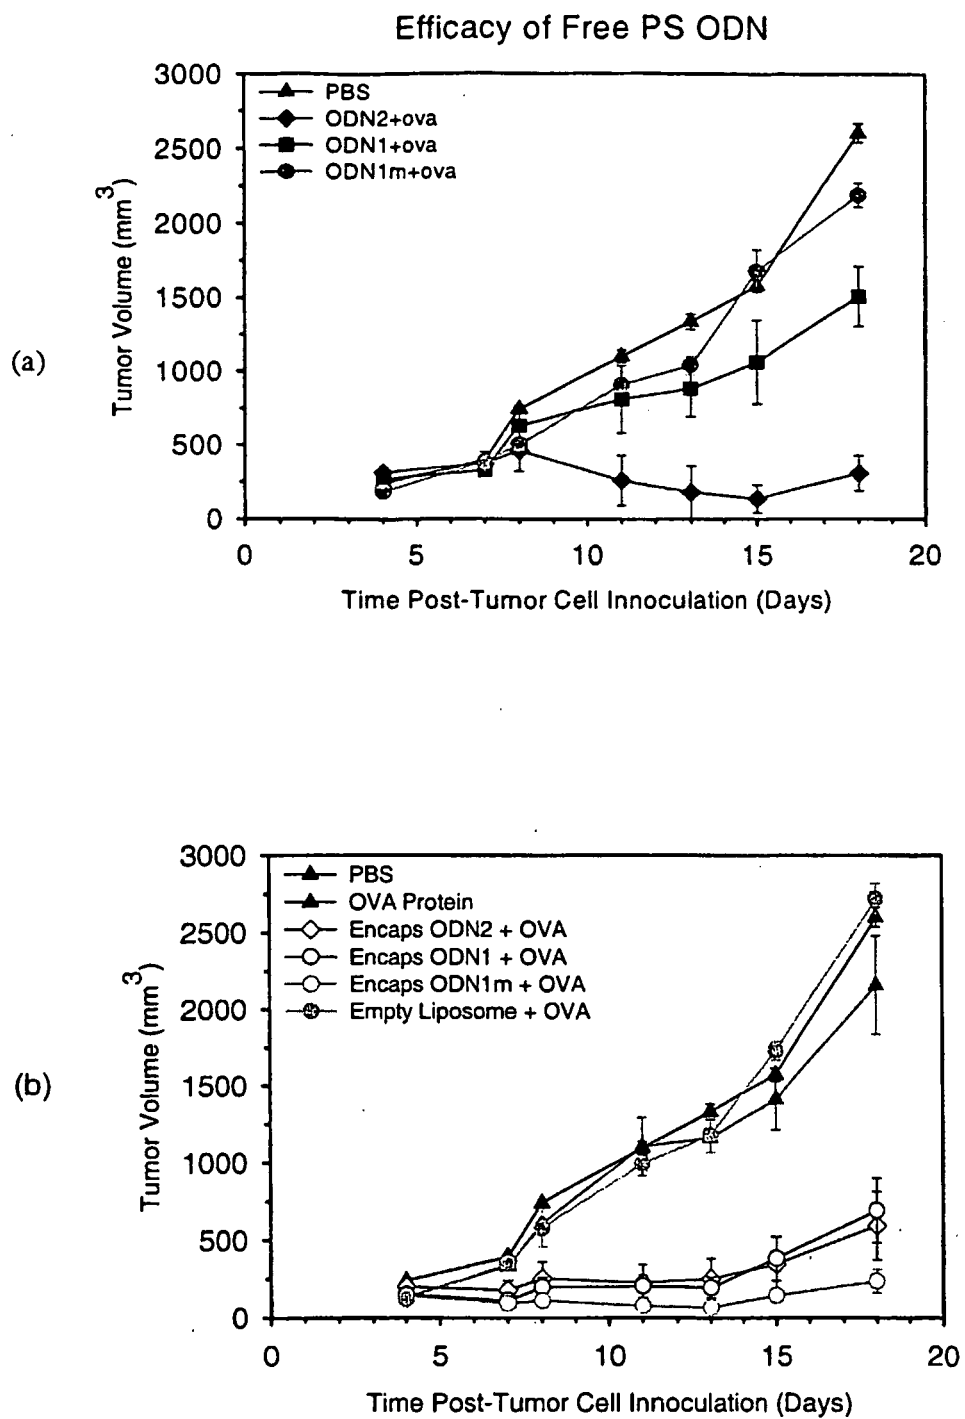 Efficacy of Free PS ODN
3000
2500
2000
1500
1000
500
0
Tumor Volume (mm3)
(a)
PBS
ODN2+ova
ODN1+ova
ODN1m+ova
0 5 10 15 20
Time Post-Tumor Cell Innoculation (Days)
3000
2500
2000
1500
1000
500
0
Tumor Volume (mm3)
(b)
PBS
OVA Protein
Encaps ODN2 + OVA
Encaps ODN1 + OVA
Encaps ODN1m + OVA
Empty Liposome + OVA
0 5 10 15 20
Time Post-Tumor Cell Innoculation (Days)